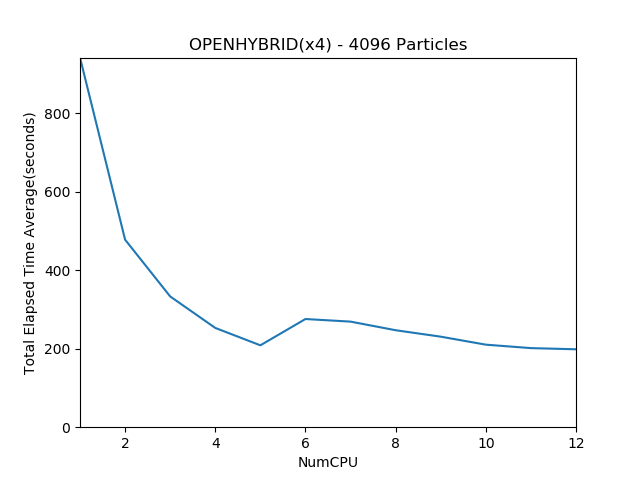 OPENHYBRID(x4) - 4096 Particles
800
600
400
200
0
Total Elapsed Time Average(seconds)
2 4 6 8 10 12
NumCPU